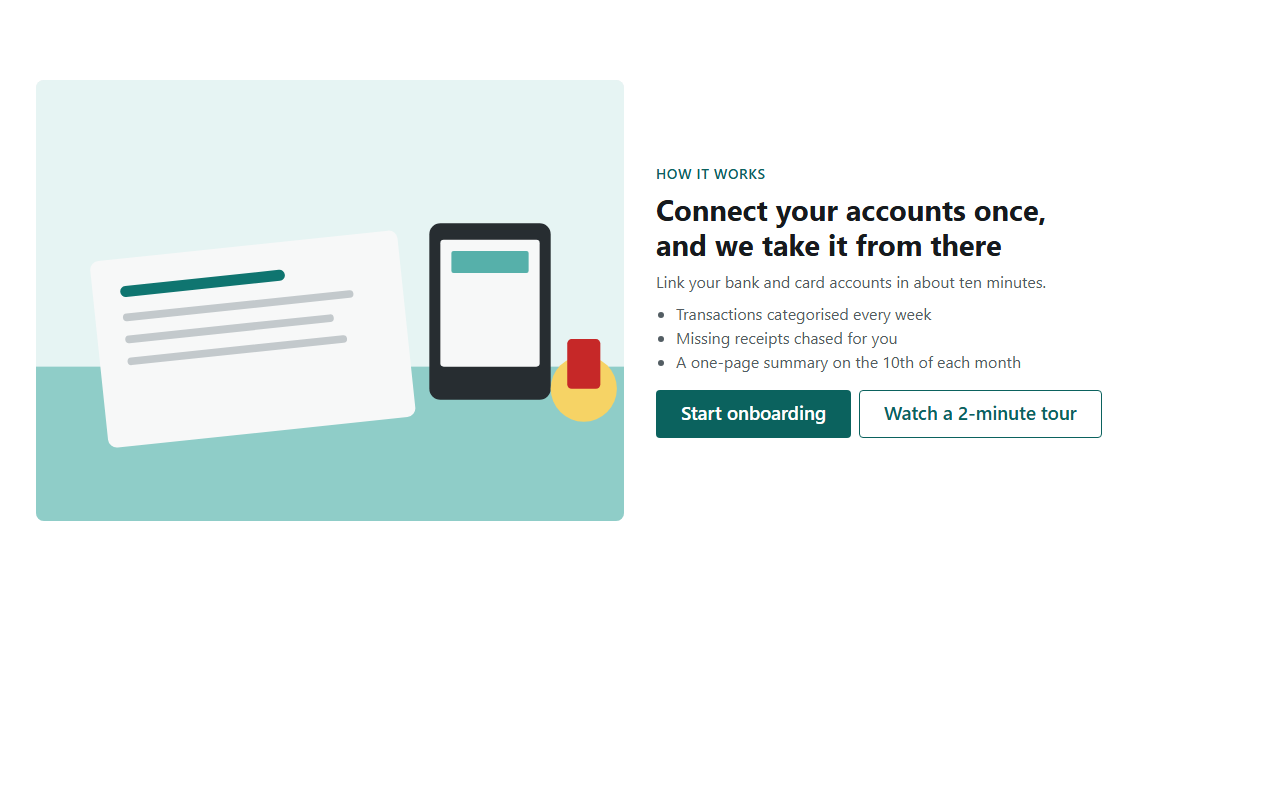 HOW IT WORKS
Connect your accounts once,
and we take it from there
Link your bank and card accounts in about ten minutes.
Transactions categorised every week
Missing receipts chased for you
A one-page summary on the 10th of each month
Start onboarding
Watch a 2-minute tour